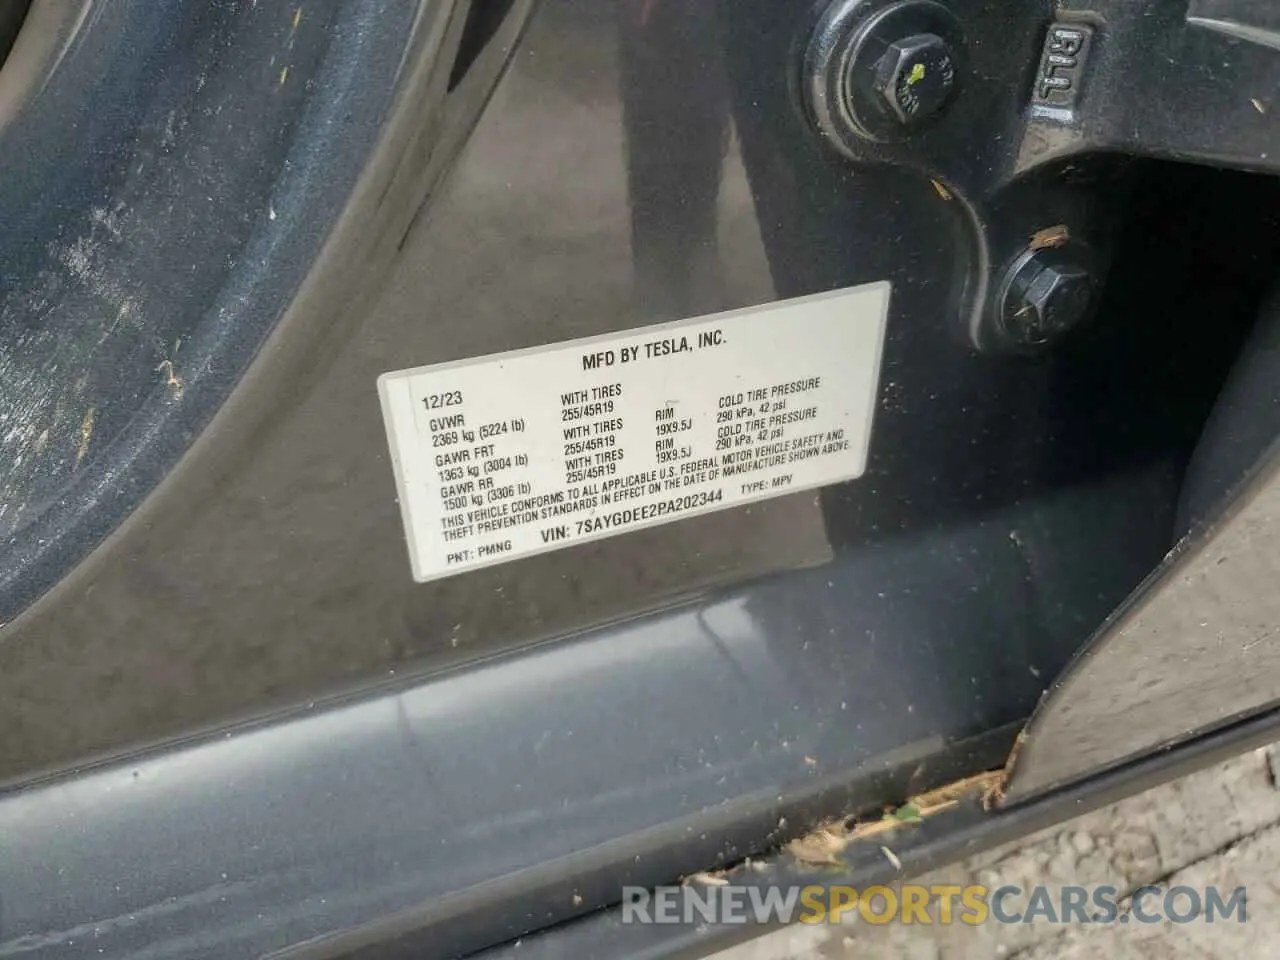 MFD BY TESLA, INC.
12/23
GVWR WITH TIRES
2369 kg (5224 lb) 255/45R19 RIM COLD TIRE PRESSURE
GAWR FRT WITH TIRES 19X9.5J 290 kPa, 42 psi
1363 kg (3004 lb) 255/45R19 RIM COLD TIRE PRESSURE
GAWR RR WITH TIRES 19X9.5J 290 kPa, 42 psi
1500 kg (3306 lb) 255/45R19
THIS VEHICLE CONFORMS TO ALL APPLICABLE U.S. FEDERAL MOTOR VEHICLE SAFETY AND
THEFT PREVENTION STANDARDS IN EFFECT ON THE DATE OF MANUFACTURE SHOWN ABOVE.
PNT: PMNG VIN: 7SAYGDEE2PA202344 TYPE: MPV
RLL
RENEWSPORTSCARS.COM